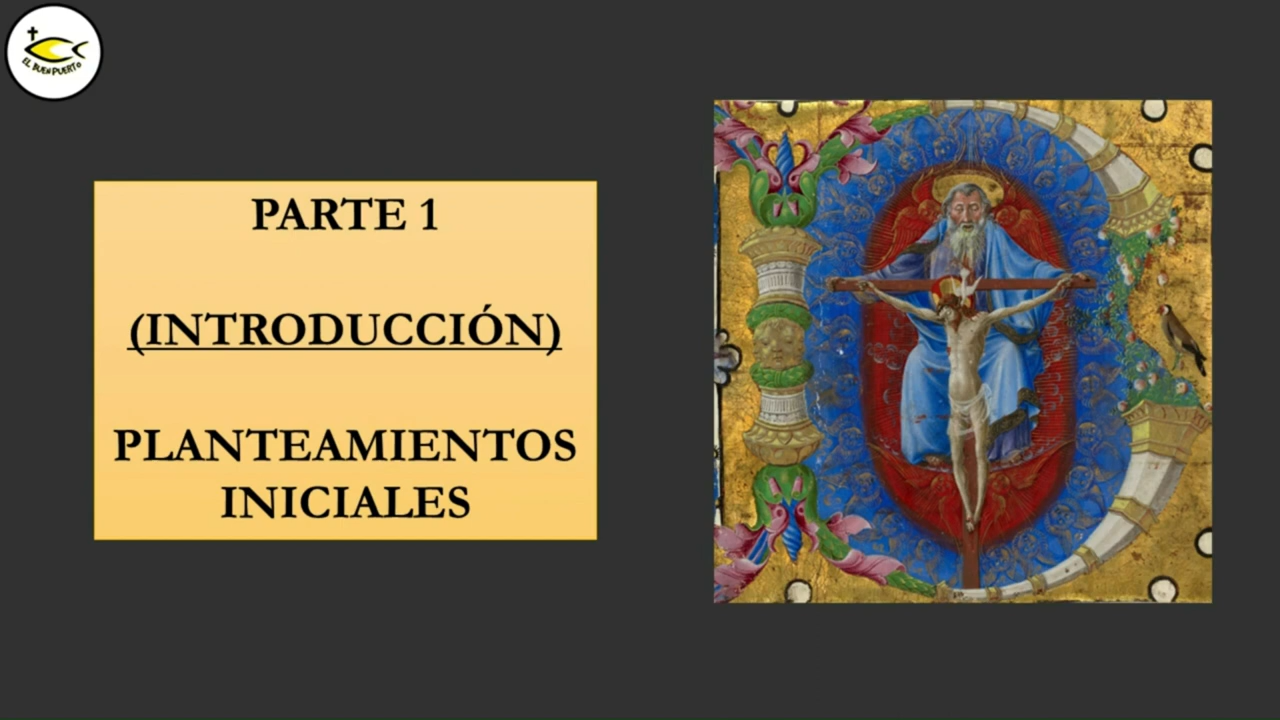 EL BUEN PUERTO
PARTE 1
(INTRODUCCIÓN)
PLANTEAMIENTOS
INICIALES